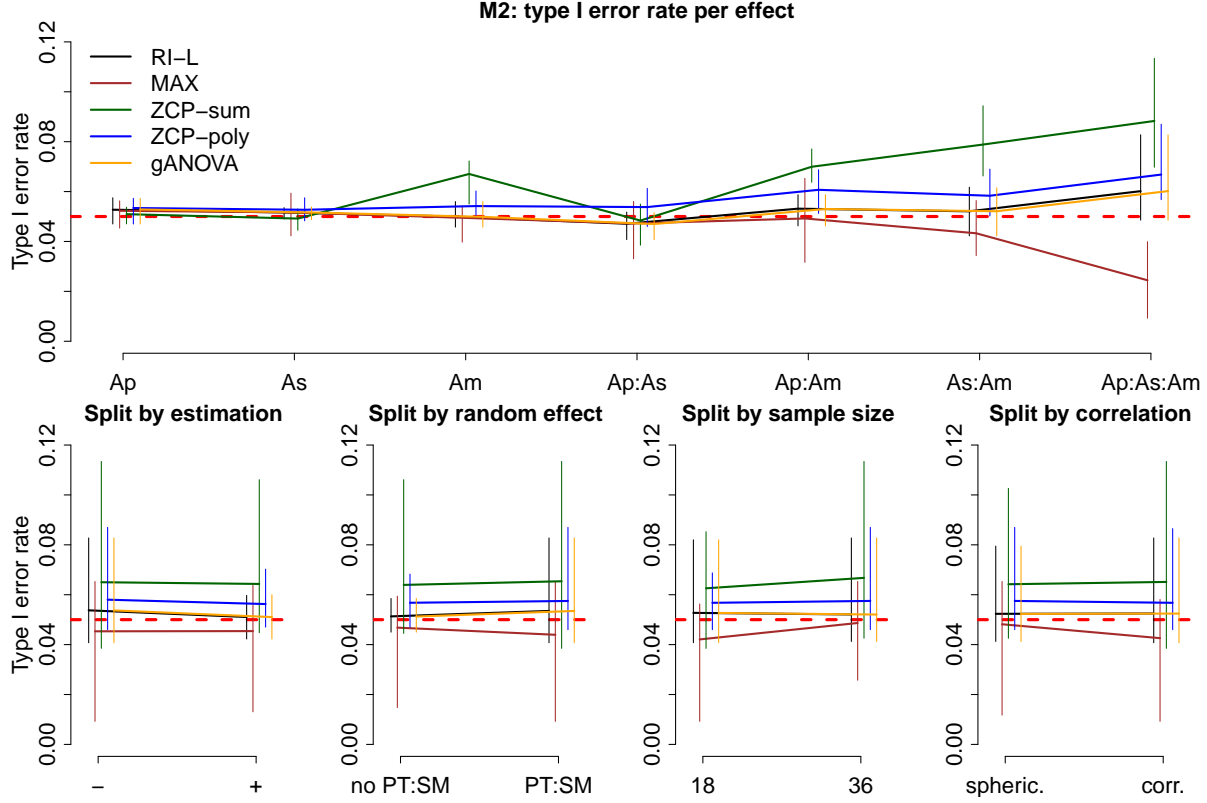 M2: type I error rate per effect
Type I error rate
0.00 0.04 0.08 0.12
RI−L
MAX
ZCP−sum
ZCP−poly
gANOVA
Ap As Am Ap:As Ap:Am As:Am Ap:As:Am
Split by estimation Split by random effect Split by sample size Split by correlation
Type I error rate
0.00 0.04 0.08 0.12 0.00 0.04 0.08 0.12 0.00 0.04 0.08 0.12 0.00 0.04 0.08 0.12
− + no PT:SM PT:SM 18 36 spheric. corr.